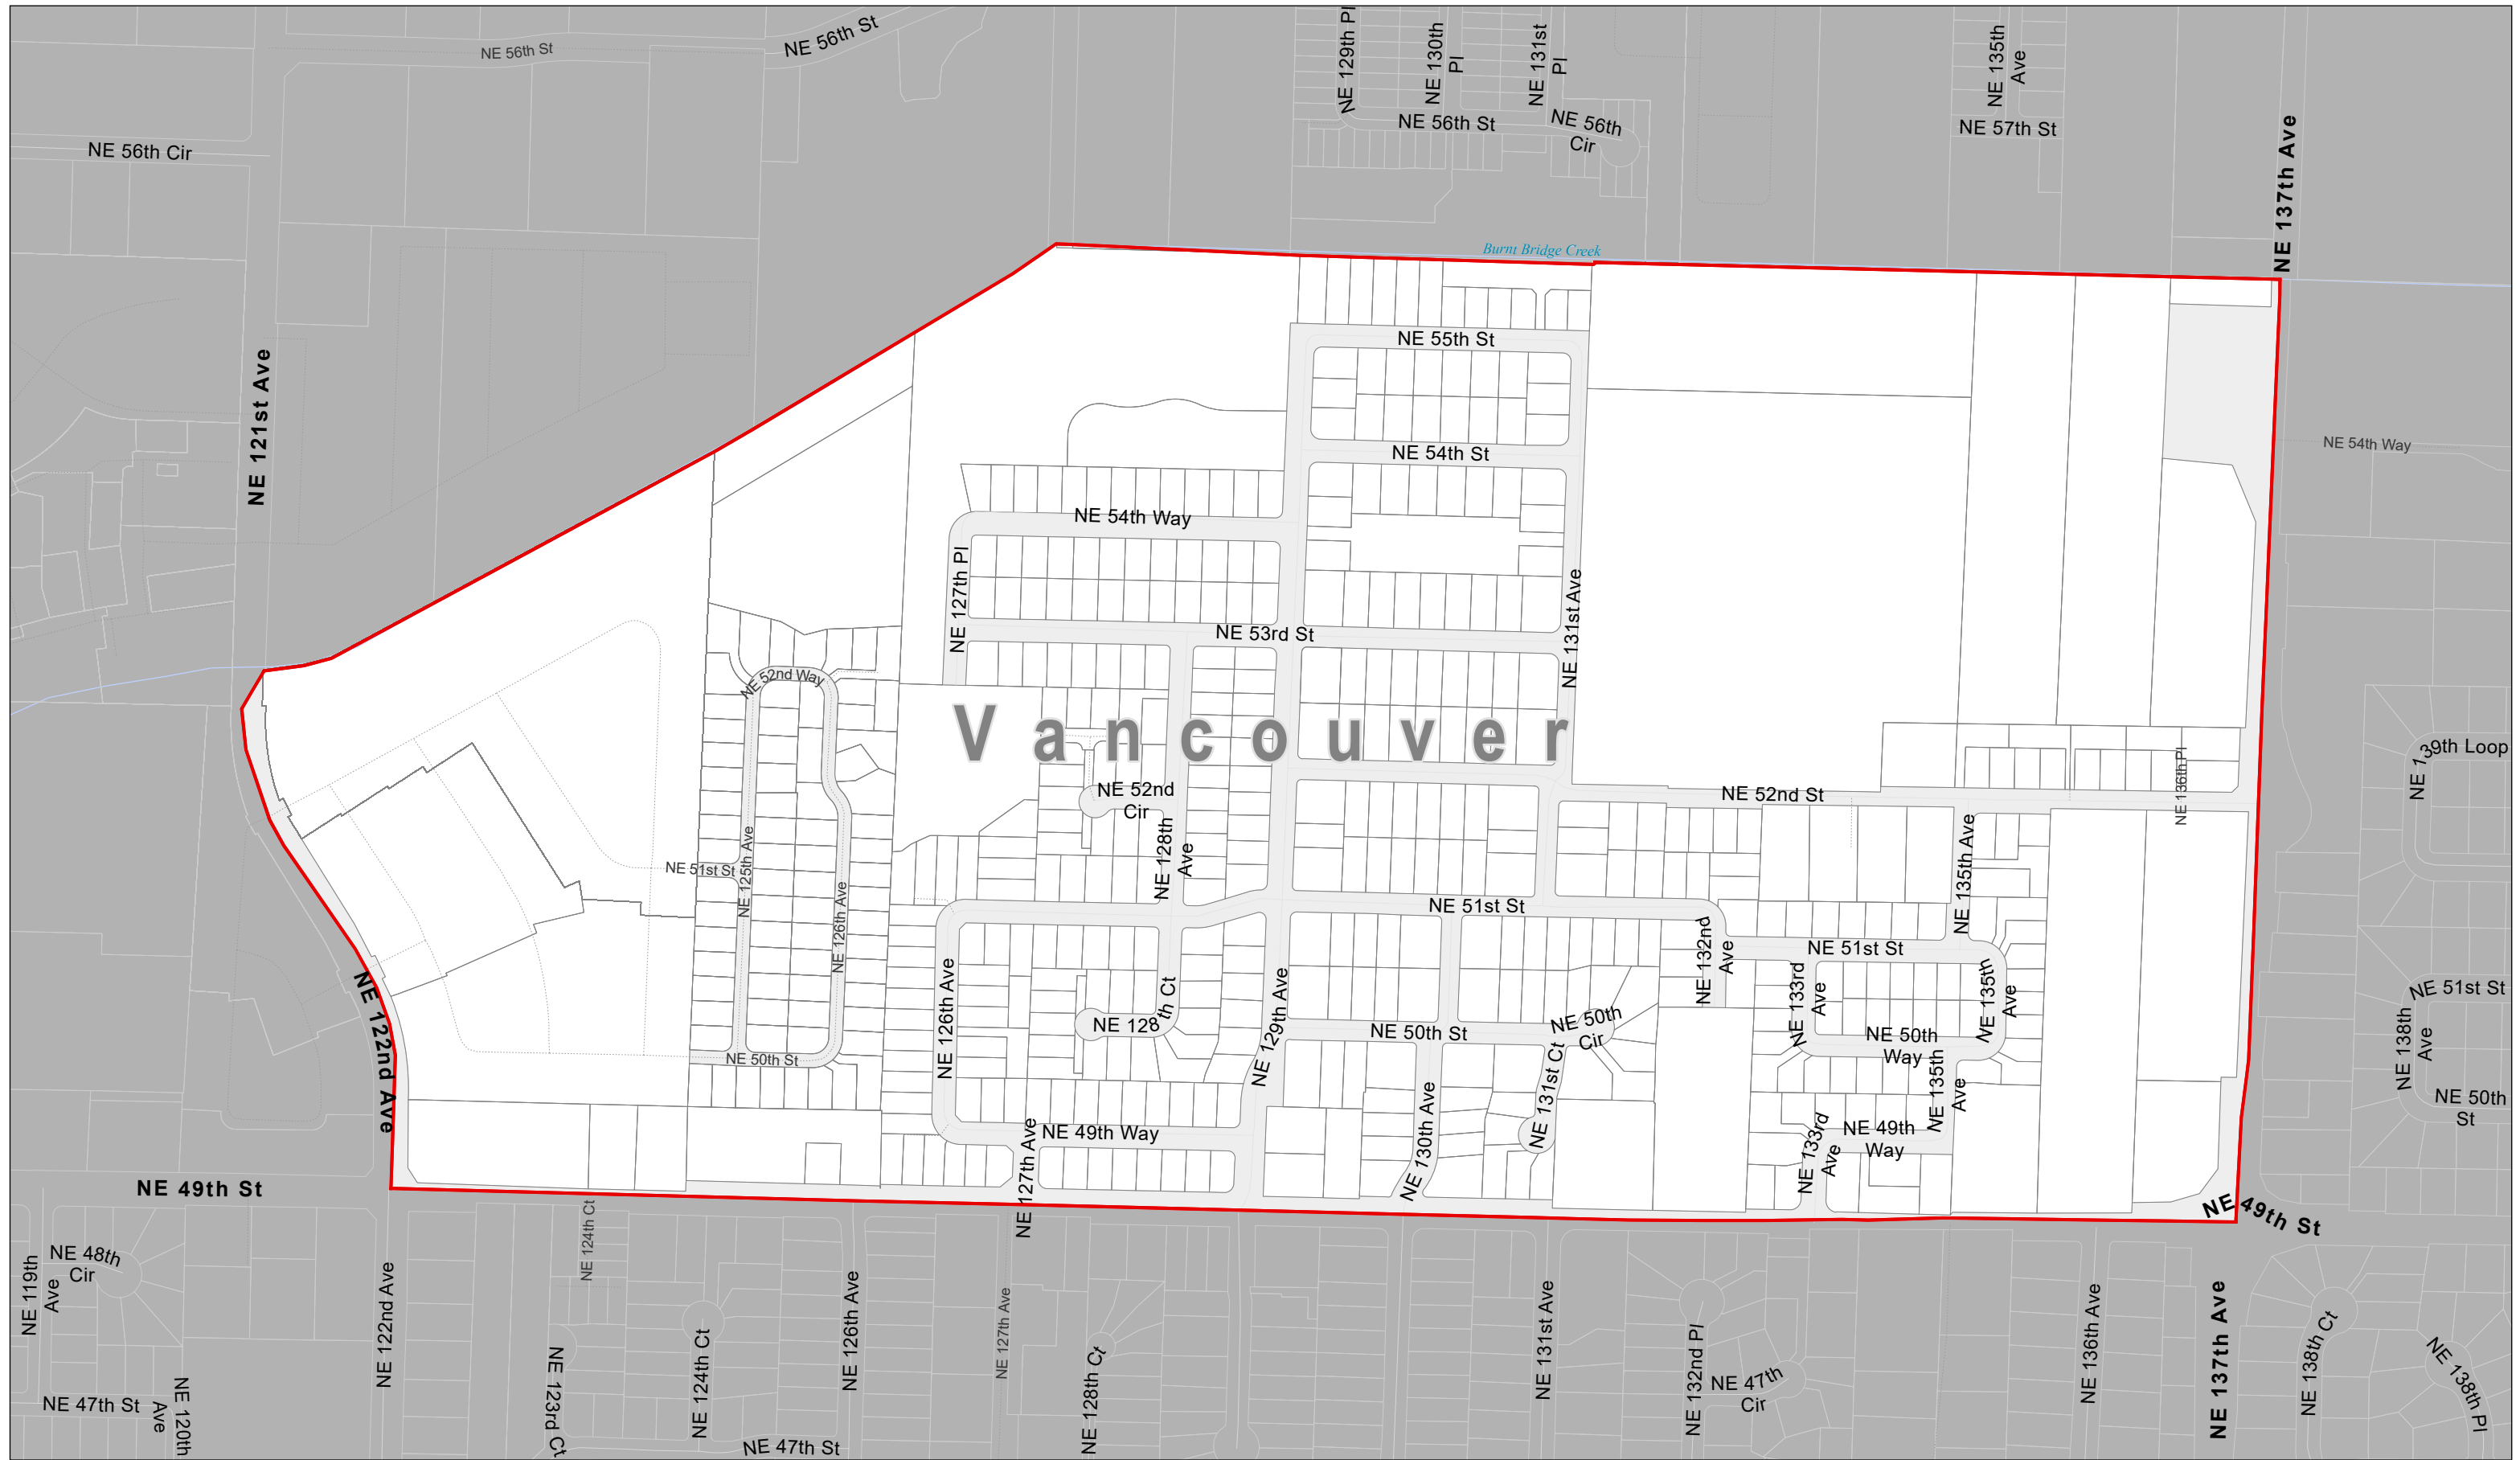 NE 56th St
NE 56th St
NE 129th Pl
NE 130th
Pl
NE 131st
Pl
NE 135th
Ave
NE 56th St
NE 56th
Cir
NE 57th St
NE 56th Cir
NE 137th Ave
Burnt Bridge Creek
NE 121st Ave
NE 55th St
NE 54th St
NE 54th Way
NE 54th Way
NE 127th Pl
NE 53rd St
NE 131st Ave
NE 52nd Way
Vancouver
NE 139th Loop
NE 136th Pl
NE 52nd
Cir
NE 52nd St
NE 128th
Ave
NE 135th Ave
NE 51st St
NE 125th Ave
NE 126th Ave
NE 51st St
NE 132nd
Ave
NE 51st St
NE 133rd
Ave
NE 135th
Ave
NE 51st St
NE 122nd Ave
NE 126th Ave
NE 128th Ct
NE 129th Ave
NE 50th St
NE 50th
Cir
NE 131st Ct
NE 50th
Way
NE 138th
Ave
NE 50th St
NE 130th Ave
NE 135th
Ave
NE 50th
St
NE 49th Way
NE 127th Ave
NE 133rd
Ave
NE 49th
Way
NE 49th St
NE 49th St
NE 124th Ct
NE 48th
Cir
NE 119th
Ave
NE 122nd Ave
NE 126th Ave
NE 127th Ave
NE 131st Ave
NE 132nd Pl
NE 136th Ave
NE 137th Ave
NE 138th Ct
NE 138th Pl
NE 47th St
NE 120th
Ave
NE 123rd Ct
NE 124th Ct
NE 47th St
NE 128th Ct
NE 47th
Cir